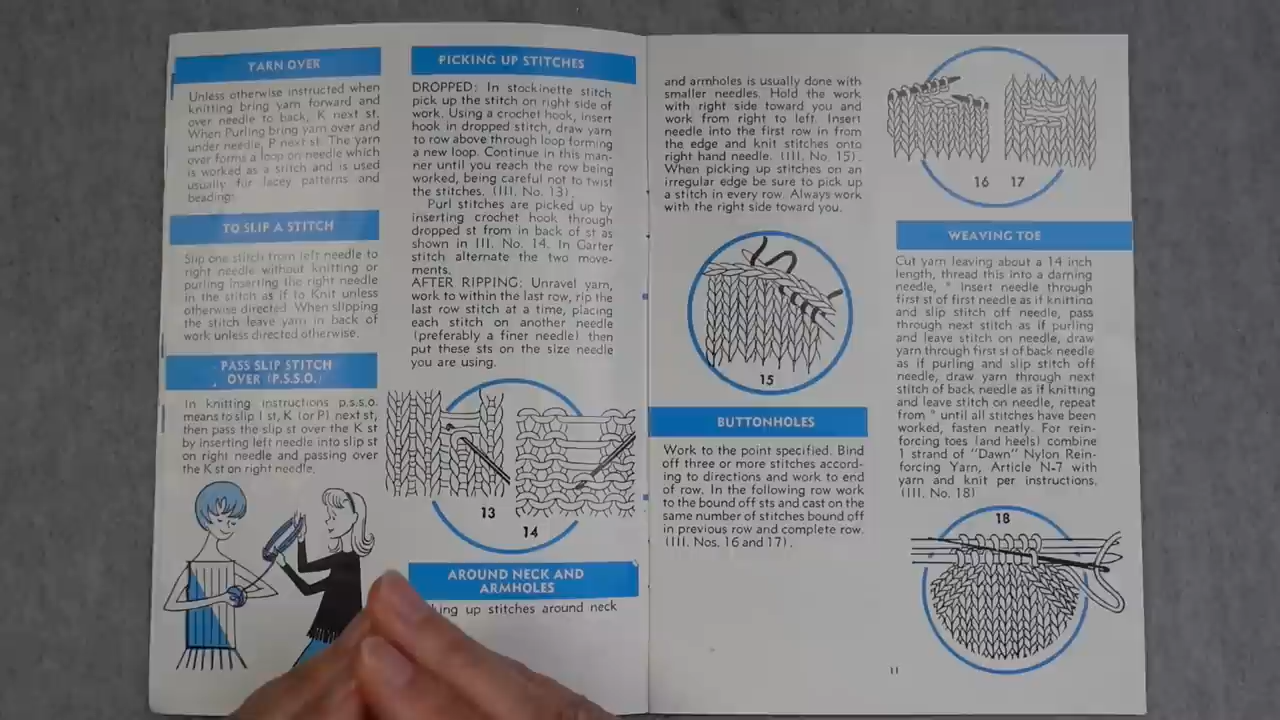 YARN OVER
Unless otherwise instructed when
knitting bring yarn forward and
over needle to back, K next st.
When Purling bring yarn over and
under needle, P next st. The yarn
over forms a loop on needle which
is worked as a stitch and is used
usually for lacey patterns and
beading.
TO SLIP A STITCH
Slip one stitch from left needle to
right needle without knitting or
purling inserting the right needle
in the stitch as if to Knit unless
otherwise directed. When slipping
the stitch leave yarn in back of
work unless directed otherwise.
PASS SLIP STITCH
OVER (P.S.S.O.)
In knitting instructions p.s.s.o.
means to slip 1 st, K (or P) next st,
then pass the slip st over the K st
by inserting left needle into slip st
on right needle and passing over
the K st on right needle.
PICKING UP STITCHES
DROPPED: In stockinette stitch
pick up the stitch on right side of
work. Using a crochet hook, insert
hook in dropped stitch, draw yarn
to row above through loop forming
a new loop. Continue in this man-
ner until you reach the row being
worked, being careful not to twist
the stitches. (Ill. No. 13).
Purl stitches are picked up by
inserting crochet hook through
dropped st from in back of st as
shown in Ill. No. 14. In Garter
stitch alternate the two move-
ments.
AFTER RIPPING: Unravel yarn,
work to within the last row, rip the
last row stitch at a time, placing
each stitch on another needle
(preferably a finer needle) then
put these sts on the size needle
you are using.
13
14
AROUND NECK AND
ARMHOLES
up stitches around neck
and armholes is usually done with
smaller needles. Hold the work
with right side toward you and
work from right to left. Insert
needle into the first row in from
the edge and knit stitches onto
right hand needle. (Ill. No. 15).
When picking up stitches on an
irregular edge be sure to pick up
a stitch in every row. Always work
with the right side toward you.
15
BUTTONHOLES
Work to the point specified. Bind
off three or more stitches accord-
ing to directions and work to end
of row. In the following row work
to the bound off sts and cast on the
same number of stitches bound off
in previous row and complete row.
(Ill. Nos. 16 and 17).
16 17
WEAVING TOE
Cut yarn leaving about a 14 inch
length, thread this into a darning
needle, * Insert needle through
first st of first needle as if knitting
and slip stitch off needle, pass
through next stitch as if purling
and leave stitch on needle, draw
yarn through first st of back needle
as if purling and slip stitch off
needle, draw yarn through next
stitch of back needle as if knitting
and leave stitch on needle, repeat
from * until all stitches have been
worked, fasten neatly. For rein-
forcing toes (and heels) combine
1 strand of "Dawn" Nylon Rein-
forcing Yarn, Article N-7 with
yarn and knit per instructions.
(Ill. No. 18)
18
11